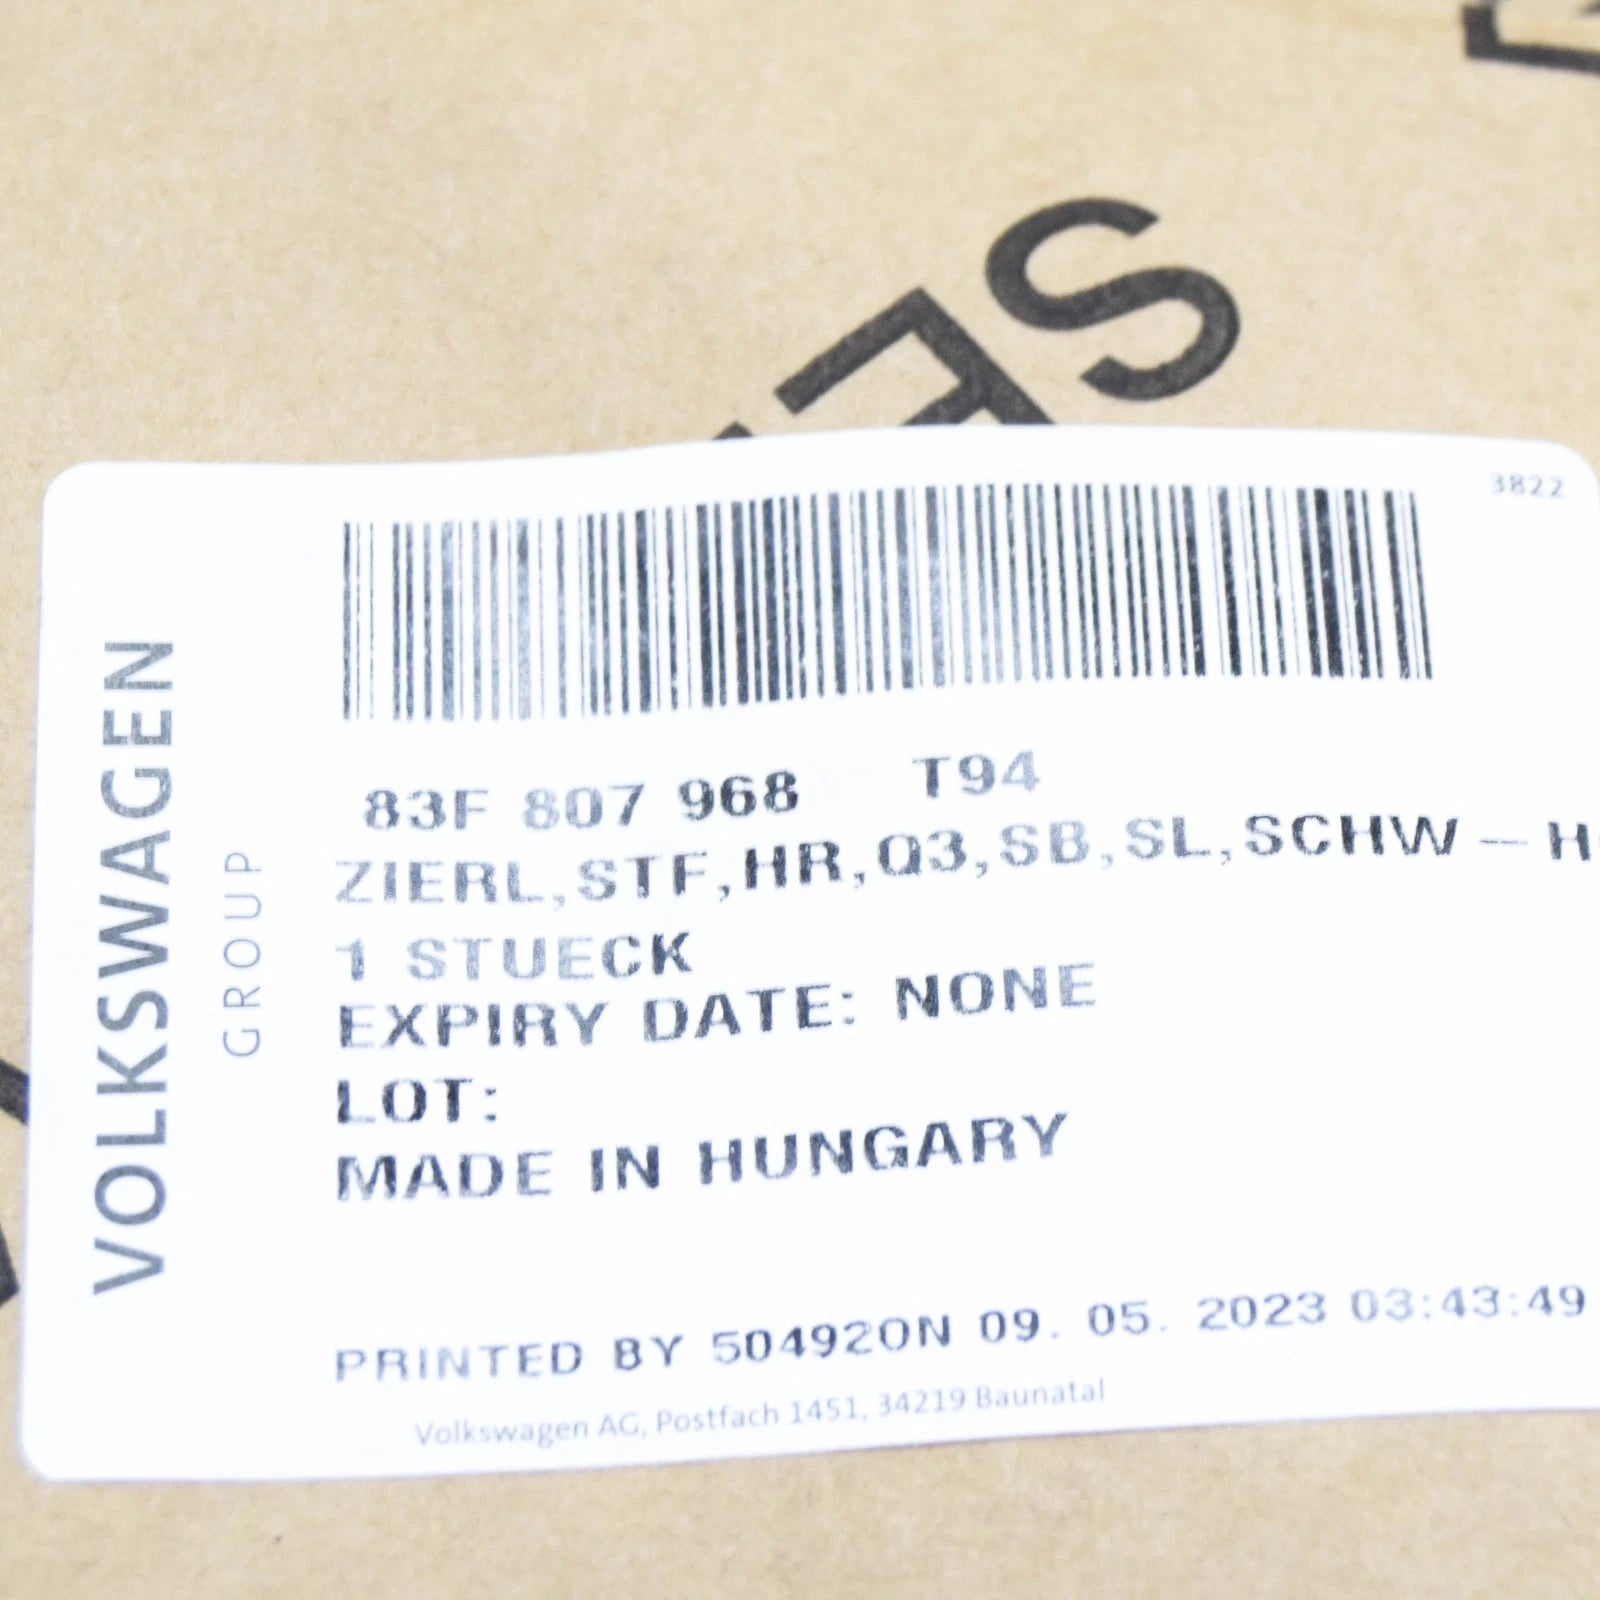 3822
VOLKSWAGEN
GROUP
83F 807 968 T94
ZIERL,STF,HR,Q3,SB,SL,SCHW-H
1 STUECK
EXPIRY DATE: NONE
LOT:
MADE IN HUNGARY
PRINTED BY 504920N 09. 05. 2023 03:43:49
Volkswagen AG, Postfach 1451, 34219 Baunatal